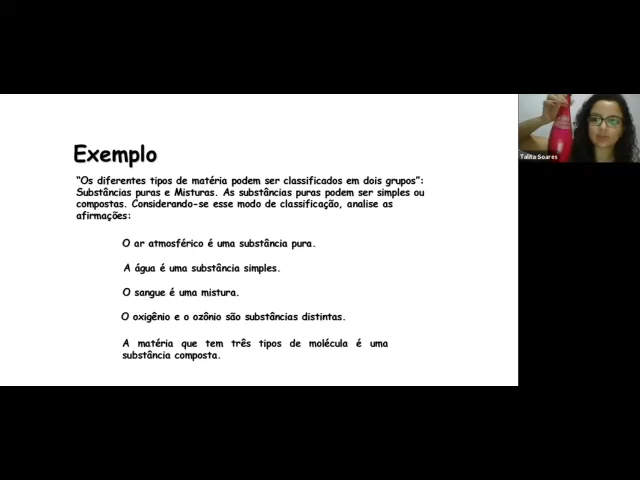 Exemplo
“Os diferentes tipos de matéria podem ser classificados em dois grupos”:
Substâncias puras e Misturas. As substâncias puras podem ser simples ou
compostas. Considerando-se esse modo de classificação, analise as
afirmações:
O ar atmosférico é uma substância pura.
A água é uma substância simples.
O sangue é uma mistura.
O oxigênio e o ozônio são substâncias distintas.
A matéria que tem três tipos de molécula é uma
substância composta.
Talita Soares